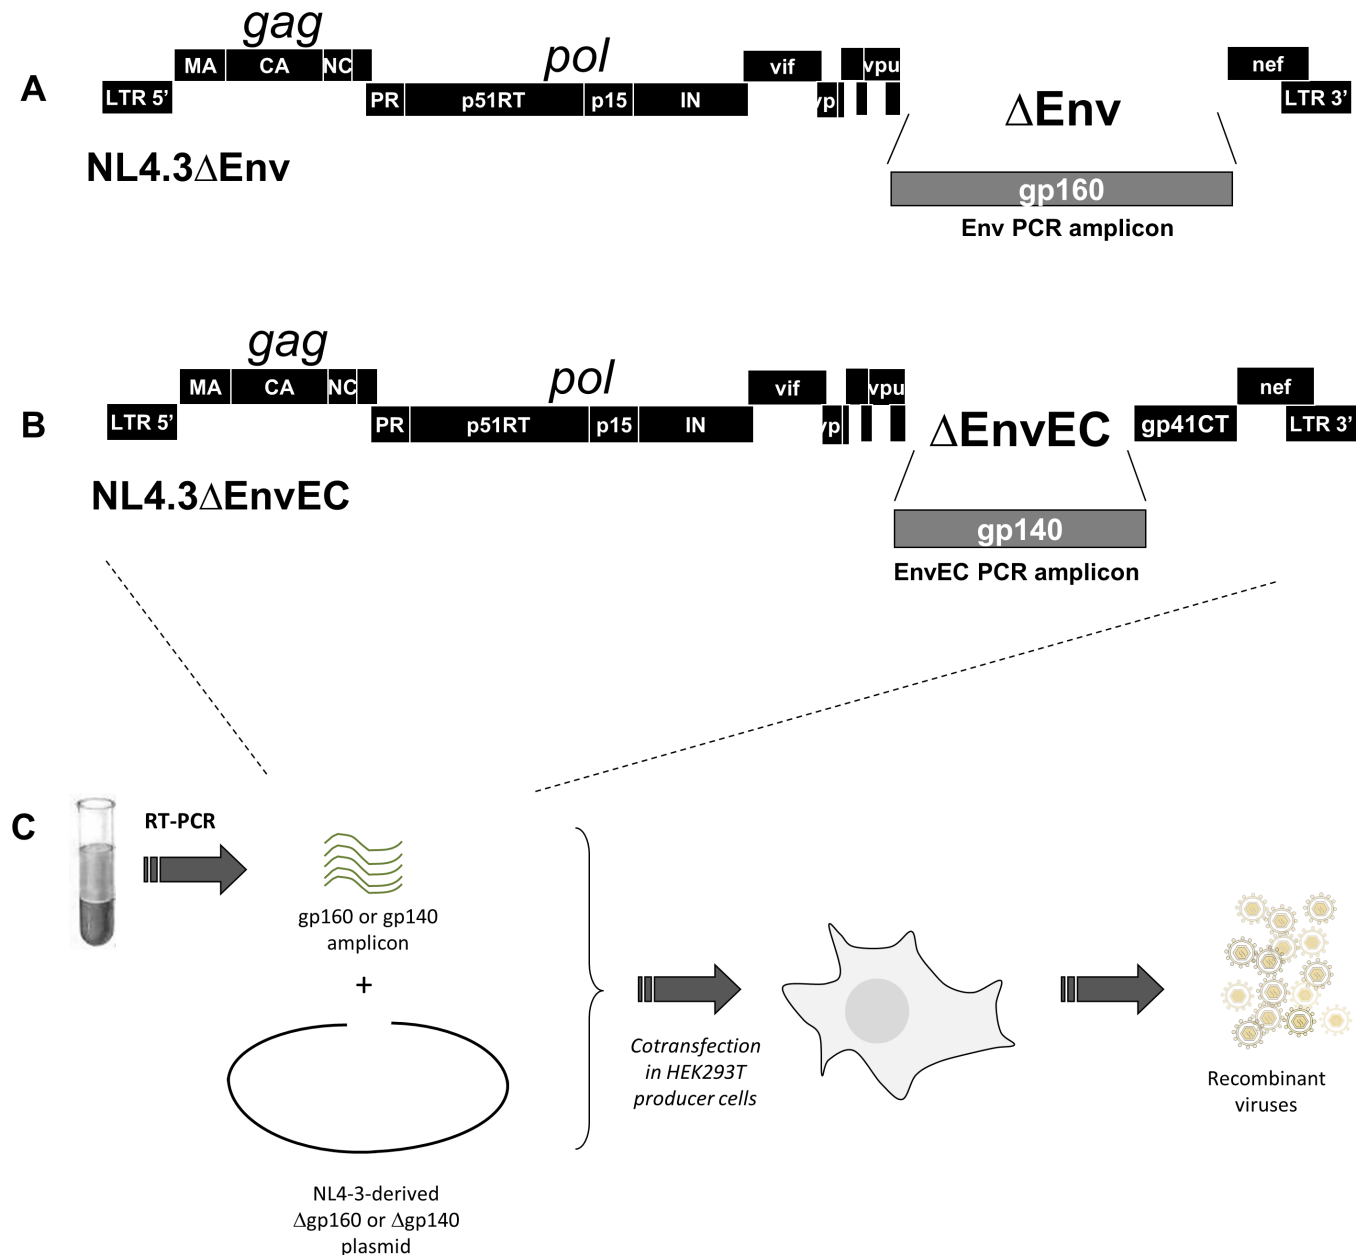 gag
pol
A
MA CA NC
vif
vpu
nef
LTR 5’
PR p51RT p15 IN
vp
ΔEnv
LTR 3’
NL4.3ΔEnv
gp160
Env PCR amplicon
gag
pol
B
MA CA NC
vif
vpu
nef
LTR 5’
PR p51RT p15 IN
vp
ΔEnvEC
gp41CT
LTR 3’
NL4.3ΔEnvEC
gp140
EnvEC PCR amplicon
C
RT-PCR
gp160 or gp140
amplicon
+
Cotransfection
in HEK293T
producer cells
Recombinant
viruses
NL4-3-derived
Δgp160 or Δgp140
plasmid